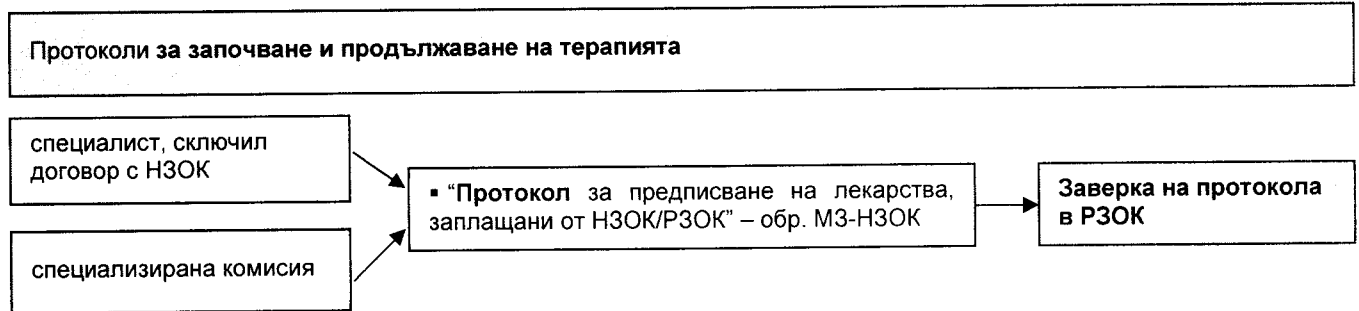 Протоколи за започване и продължаване на терапията
специалист, сключил
договор с НЗОК
▪ “Протокол за предписване на лекарства,
заплащани от НЗОК/РЗОК” – обр. МЗ-НЗОК
Заверка на протокола
в РЗОК
специализирана комисия